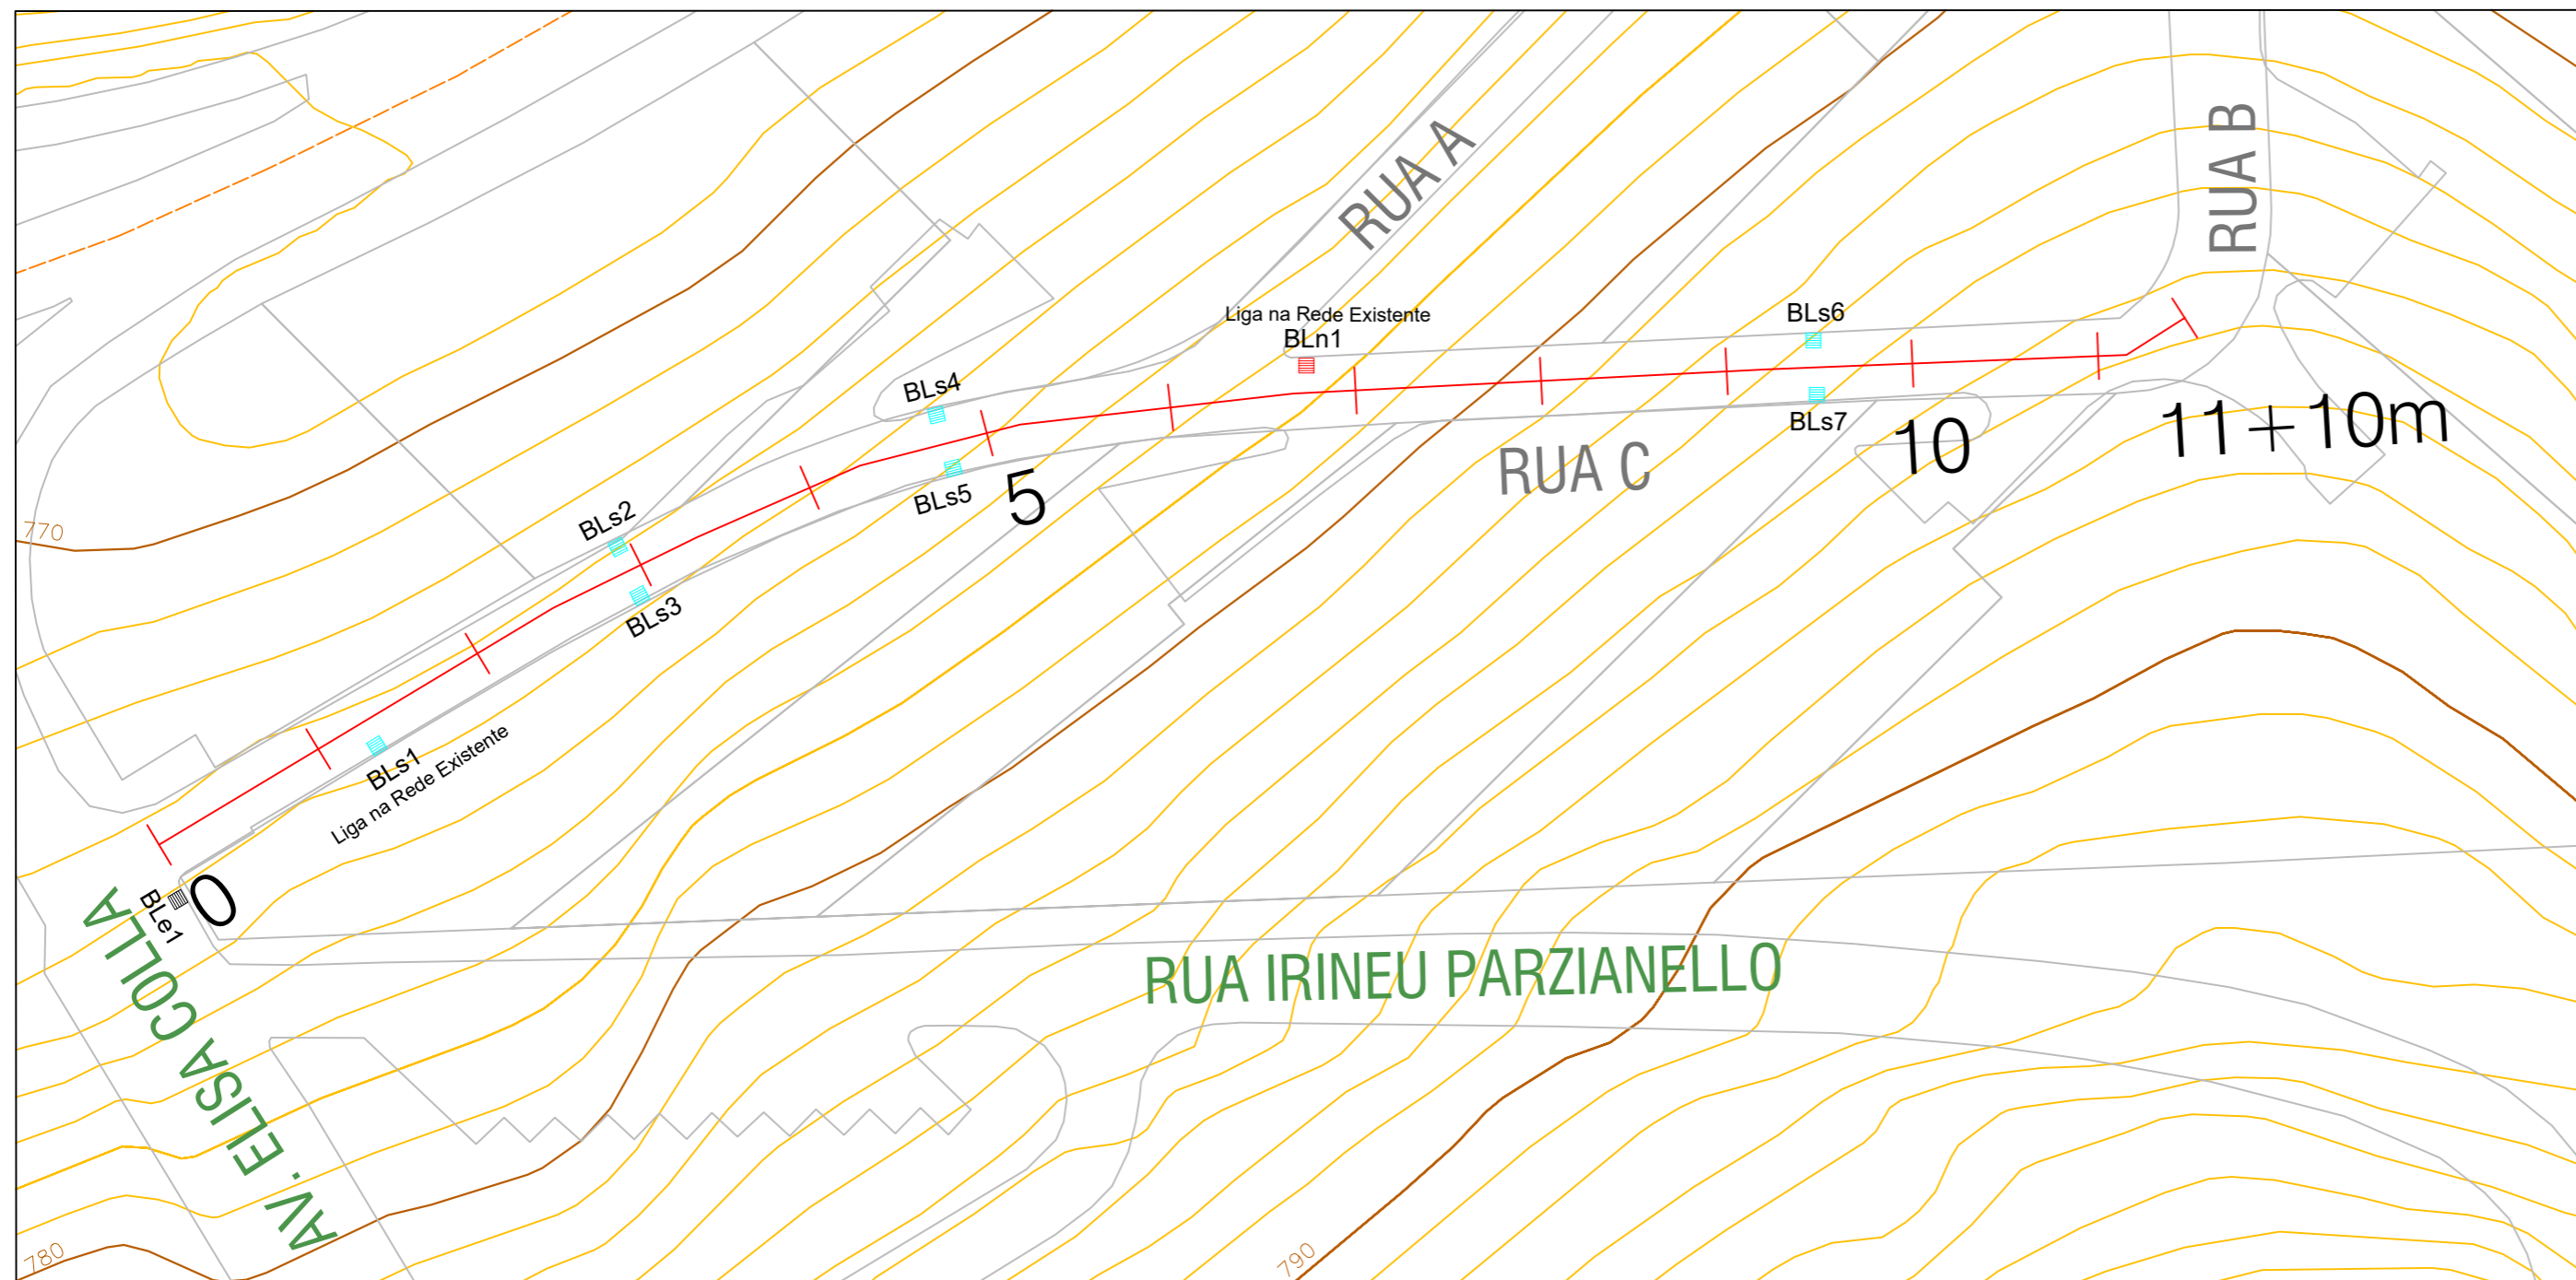 RUA A
RUA B
Liga na Rede Existente
BLn1
BLs6
BLs4
BLs7
10
11+10m
RUA C
BLs5
5
BLs2
770
BLs3
BLs1
Liga na Rede Existente
0
BLe1
AV. ELISA COLLA
RUA IRINEU PARZIANELLO
780
790